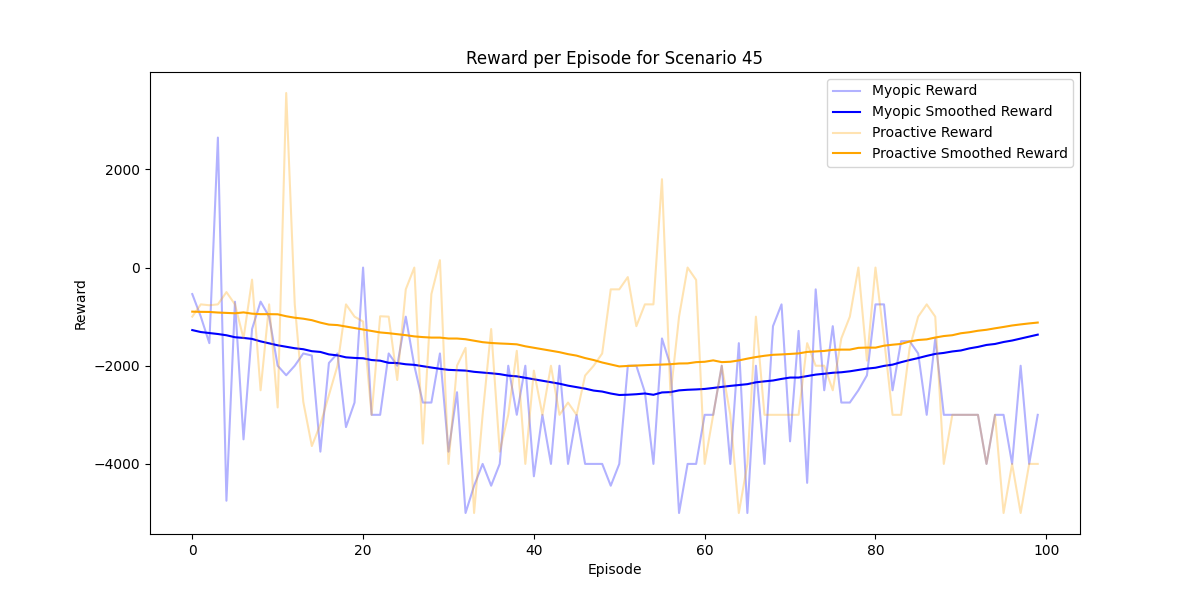 Reward per Episode for Scenario 45
Myopic Reward
Myopic Smoothed Reward
Proactive Reward
Proactive Smoothed Reward
2000
0
−2000
−4000
Reward
0 20 40 60 80 100
Episode